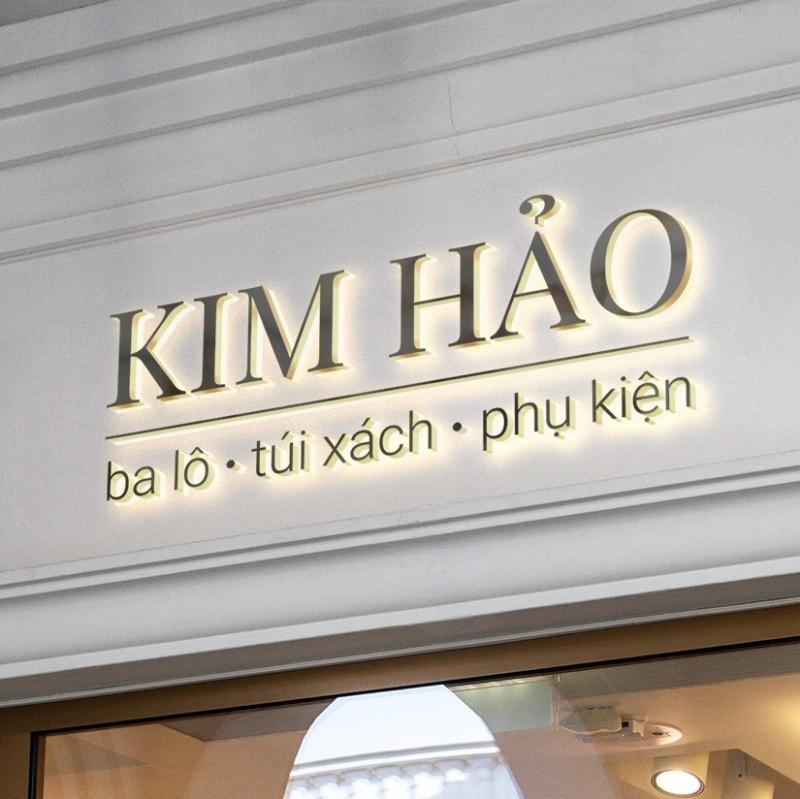 KIM HẢO
ba lô • túi xách • phụ kiện